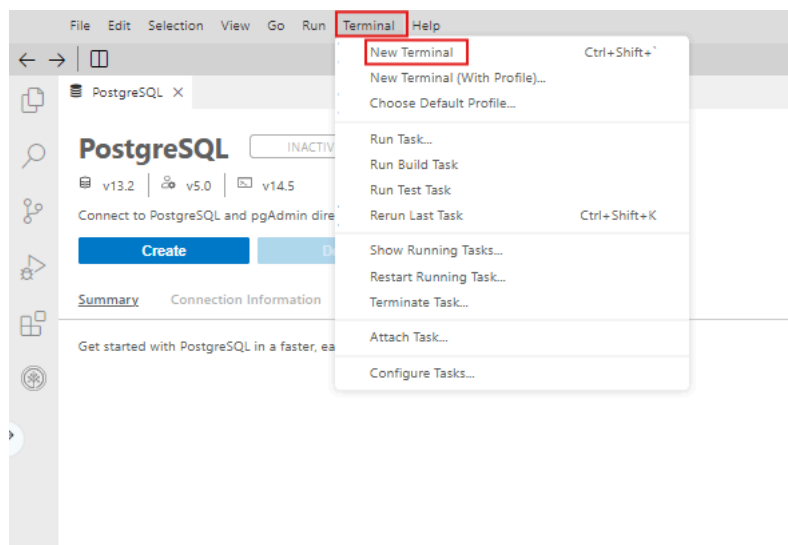 File Edit Selection View Go Run Terminal Help
New Terminal Ctrl+Shift+`
New Terminal (With Profile)...
Choose Default Profile...
Run Task...
Run Build Task
Run Test Task
Rerun Last Task Ctrl+Shift+K
Show Running Tasks...
Restart Running Task...
Terminate Task...
Attach Task...
Configure Tasks...
PostgreSQL
PostgreSQL INACTIV
v13.2 v5.0 v14.5
Connect to PostgreSQL and pgAdmin dire
Create
Summary Connection Information
Get started with PostgreSQL in a faster, ea